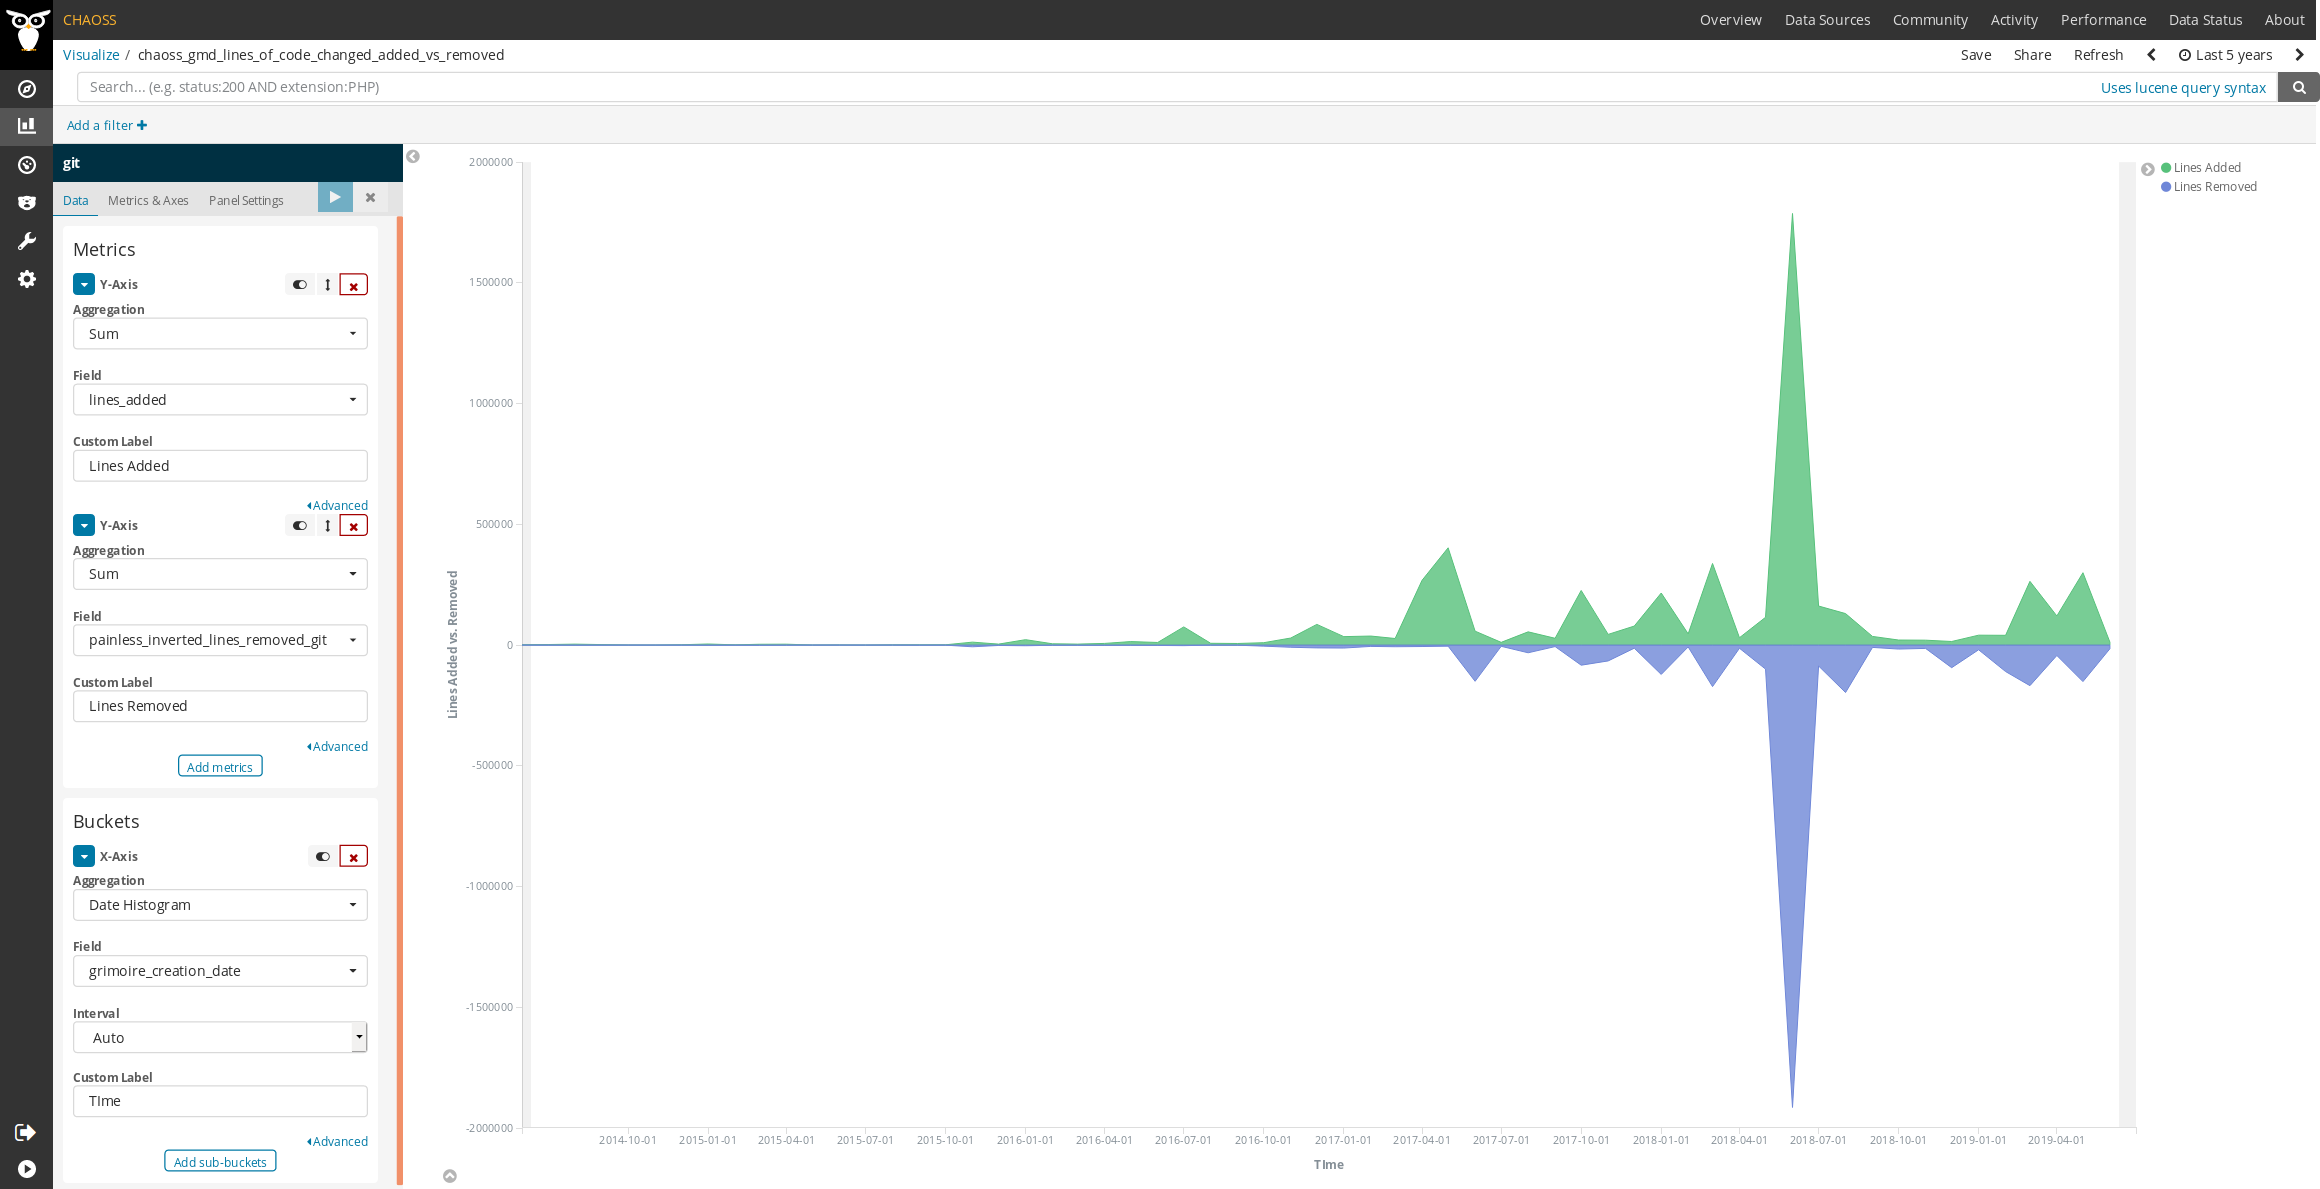 CHAOSS
Overview Data Sources Community Activity Performance Data Status About
Visualize / chaoss_gmd_lines_of_code_changed_added_vs_removed
Save Share Refresh Last 5 years
Search... (e.g. status:200 AND extension:PHP)
Uses lucene query syntax
Add a filter
git
Data Metrics & Axes Panel Settings
Metrics
Y-Axis
Aggregation
Sum
Field
lines_added
Custom Label
Lines Added
Advanced
Y-Axis
Aggregation
Sum
Field
painless_inverted_lines_removed_git
Custom Label
Lines Removed
Advanced
Add metrics
Buckets
X-Axis
Aggregation
Date Histogram
Field
grimoire_creation_date
Interval
Auto
Custom Label
TIme
Advanced
Add sub-buckets
Lines Added vs. Removed
2000000
1500000
1000000
500000
0
-500000
-1000000
-1500000
-2000000
2014-10-01 2015-01-01 2015-04-01 2015-07-01 2015-10-01 2016-01-01 2016-04-01 2016-07-01 2016-10-01 2017-01-01 2017-04-01 2017-07-01 2017-10-01 2018-01-01 2018-04-01 2018-07-01 2018-10-01 2019-01-01 2019-04-01
TIme
Lines Added
Lines Removed